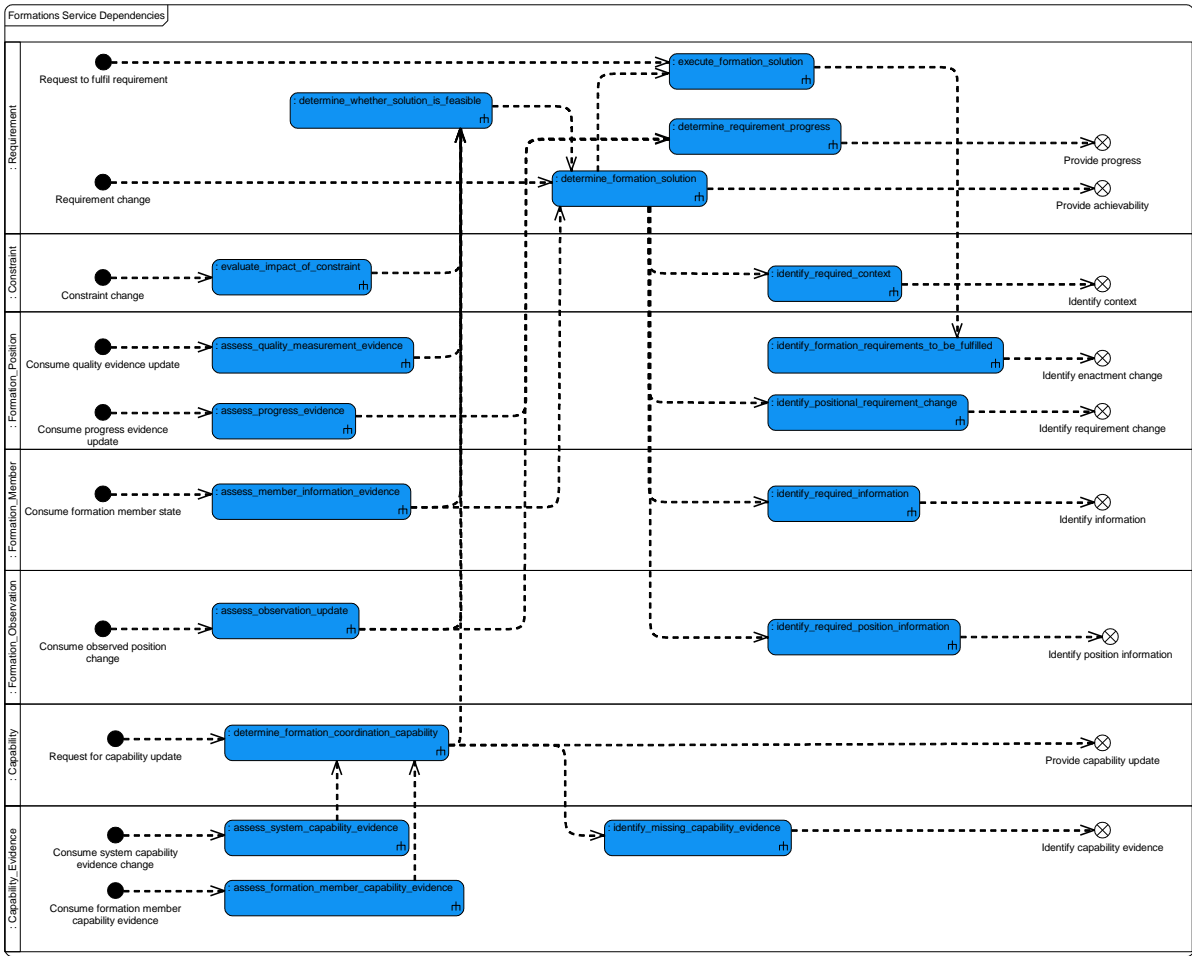 Formations Service Dependencies
: Requirement
Request to fulfil requirement
: execute_formation_solution
: determine_whether_solution_is_feasible
: determine_requirement_progress
Provide progress
Requirement change
: determine_formation_solution
Provide achievability
: Constraint
Constraint change
: evaluate_impact_of_constraint
: identify_required_context
Identify context
: Formation_Position
Consume quality evidence update
: assess_quality_measurement_evidence
: identify_formation_requirements_to_be_fulfilled
Identify enactment change
Consume progress evidence
update
: assess_progress_evidence
: identify_positional_requirement_change
Identify requirement change
: Formation_Member
Consume formation member state
: assess_member_information_evidence
: identify_required_information
Identify information
: Formation_Observation
Consume observed position
change
: assess_observation_update
: identify_required_position_information
Identify position information
: Capability
Request for capability update
: determine_formation_coordination_capability
Provide capability update
: Capability_Evidence
Consume system capability
evidence change
: assess_system_capability_evidence
: identify_missing_capability_evidence
Identify capability evidence
Consume formation member
capability evidence
: assess_formation_member_capability_evidence